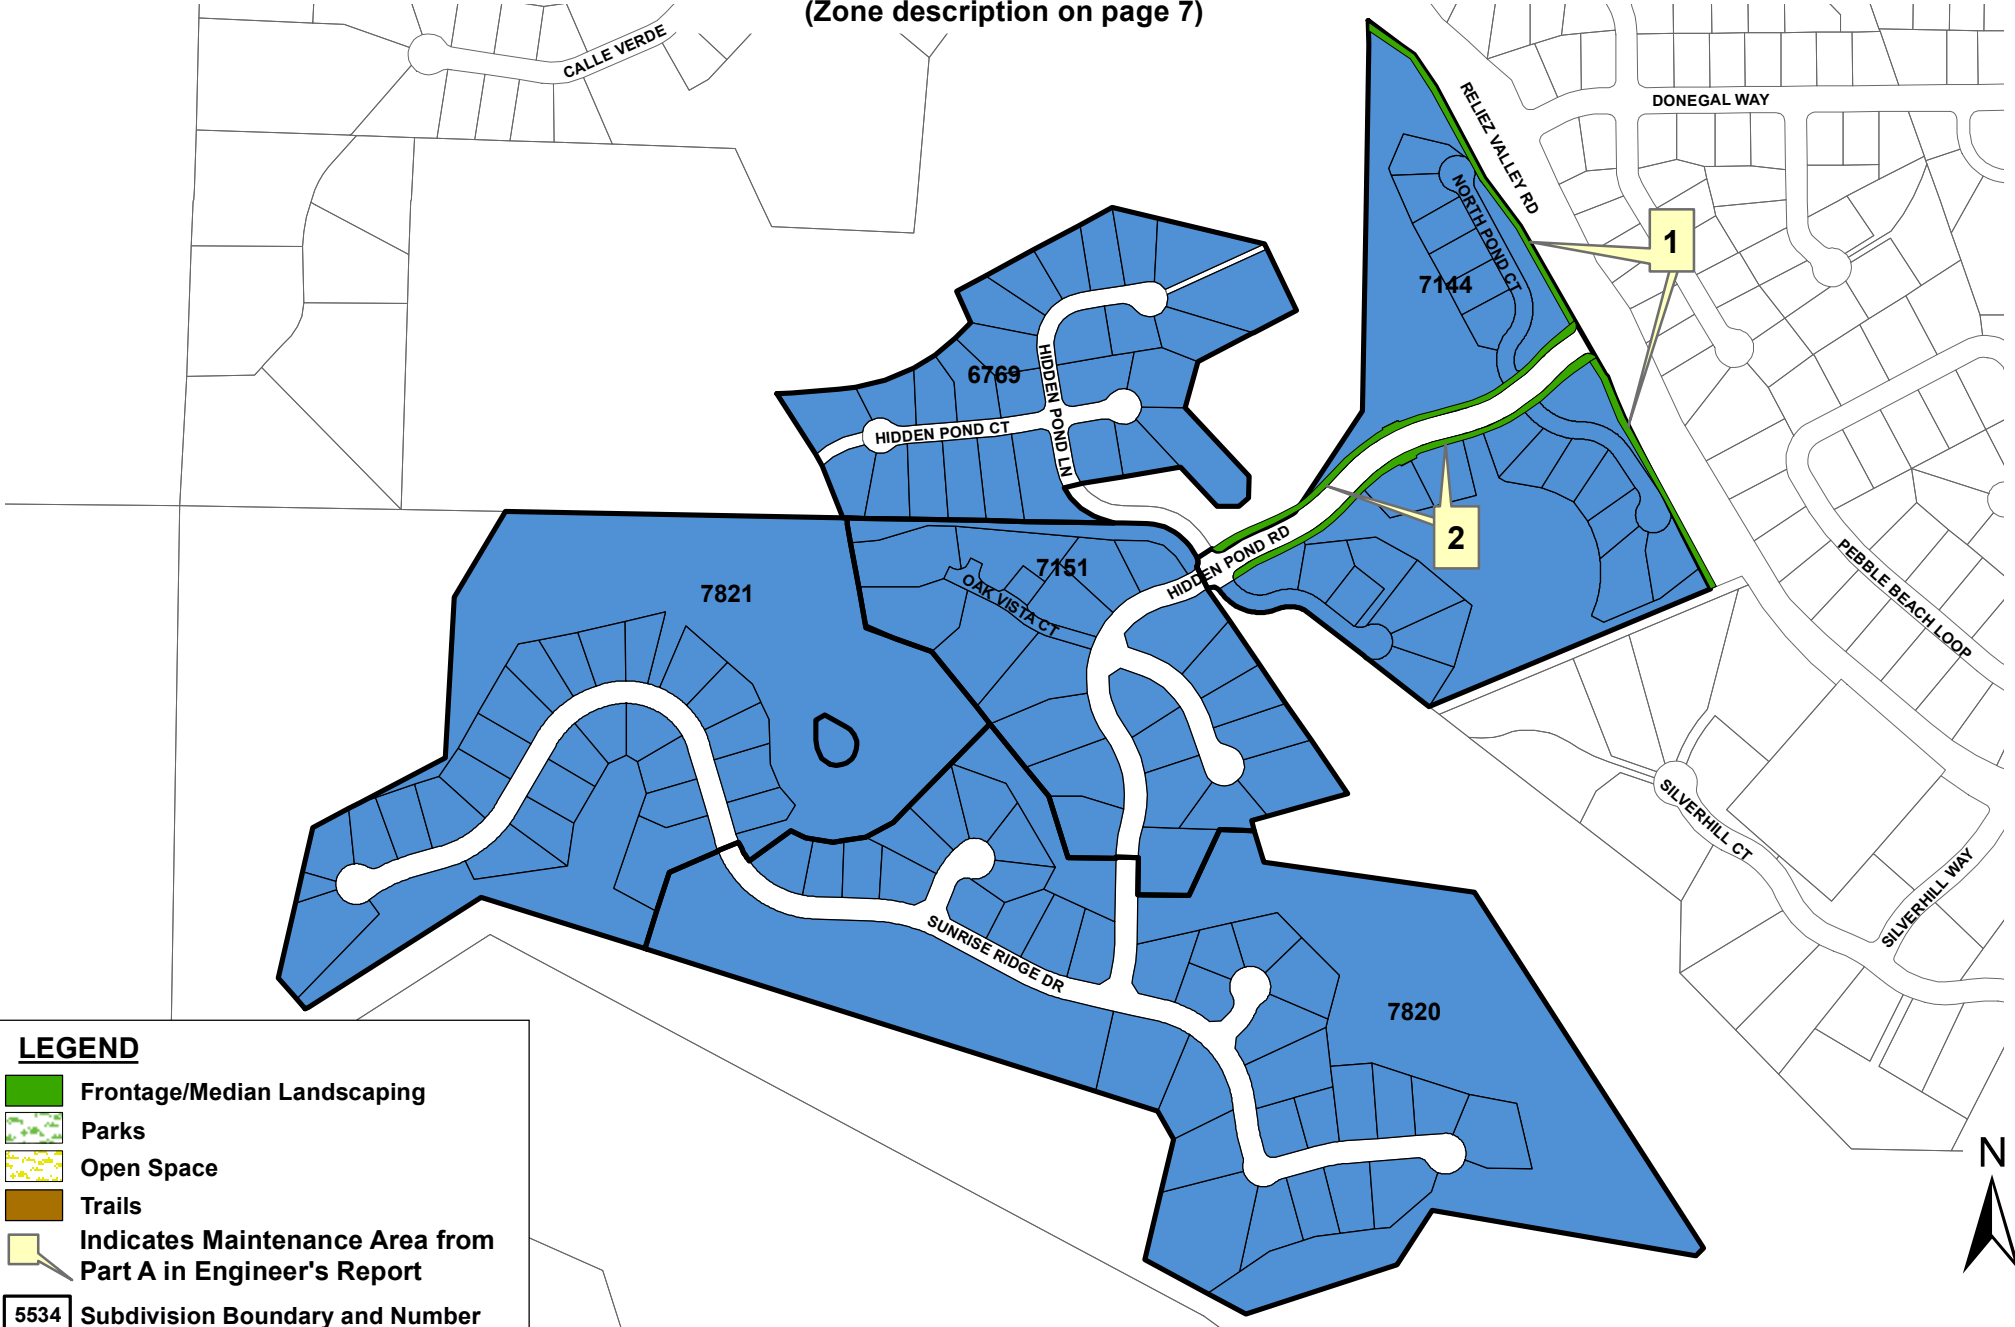 (Zone description on page 7)
CALLE VERDE
RELIEZ VALLEY RD
DONEGAL WAY
NORTH POND CT
1
7144
6769
HIDDEN POND LN
HIDDEN POND CT
2
HIDDEN POND RD
7151
OAK VISTA CT
7821
PEBBLE BEACH LOOP
SILVERHILL CT
SILVERHILL WAY
SUNRISE RIDGE DR
7820
N
LEGEND
Frontage/Median Landscaping
Parks
Open Space
Trails
Indicates Maintenance Area from
Part A in Engineer's Report
5534 Subdivision Boundary and Number